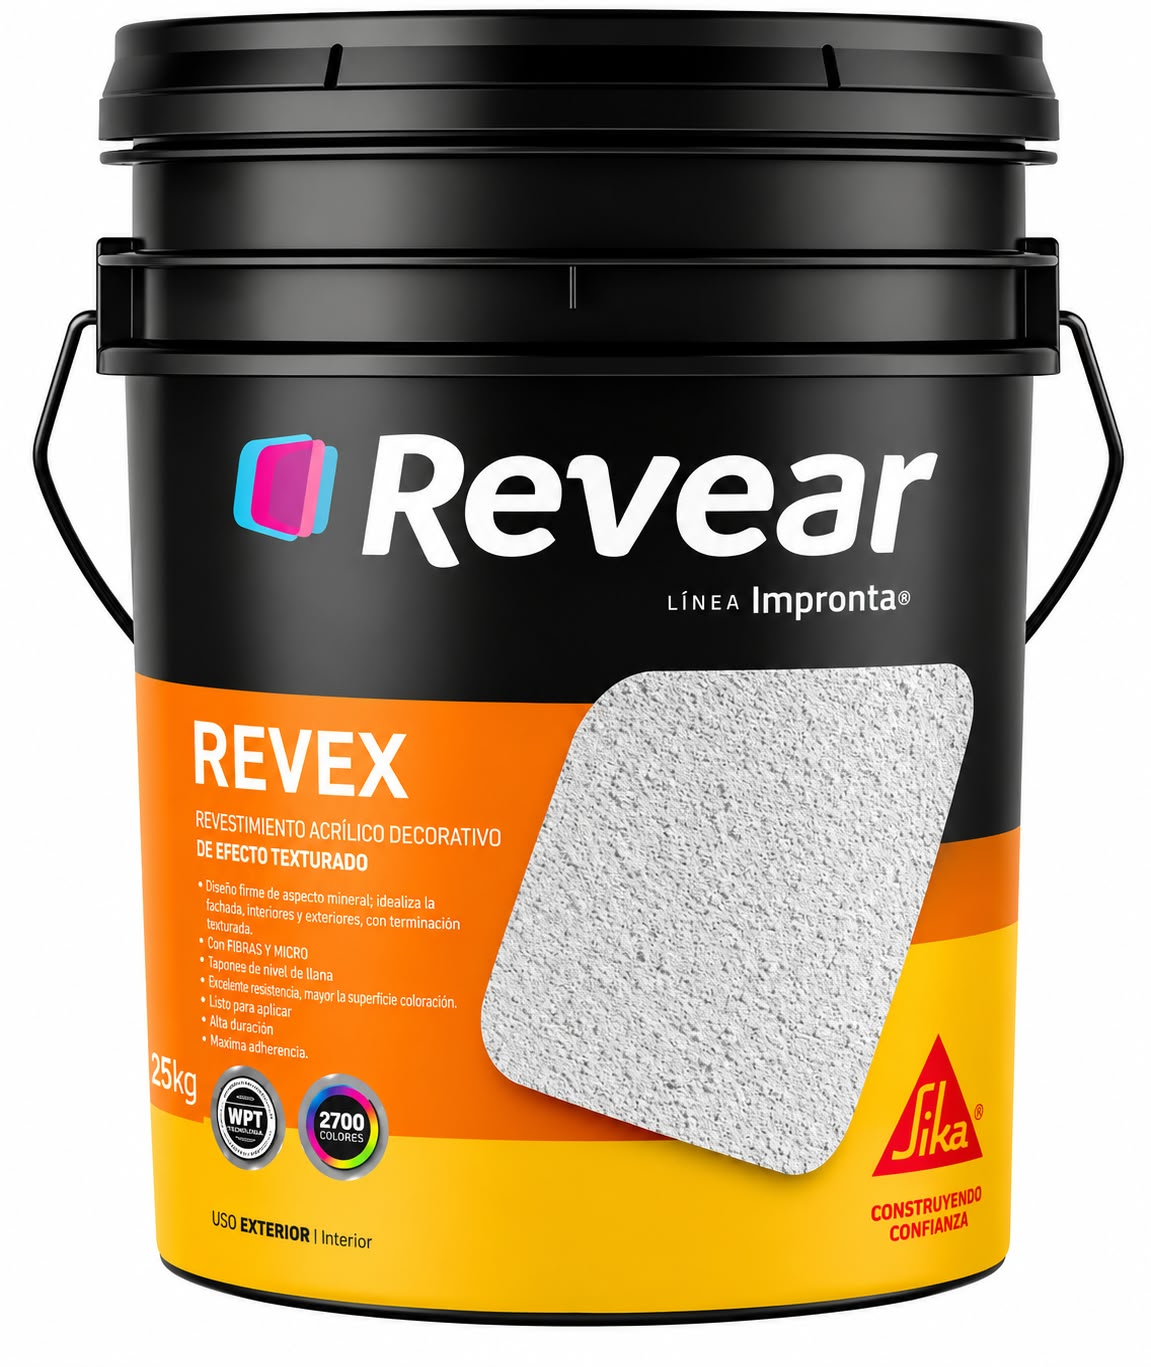 Revear
LÍNEA Impronta®
REVEX
REVESTIMIENTO ACRÍLICO DECORATIVO
DE EFECTO TEXTURADO
• Diseño firme de aspecto mineral; idealiza la
fachada, interiores y exteriores, con terminación
texturada.
• Con FIBRAS Y MICRO
• Tapones de nivel de llana
• Excelente resistencia, mayor la superficie coloración.
• Listo para aplicar
• Alta duración
• Maxima adherencia.
25kg
WPT
2700
COLORES
Sika®
CONSTRUYENDO
CONFIANZA
USO EXTERIOR | Interior